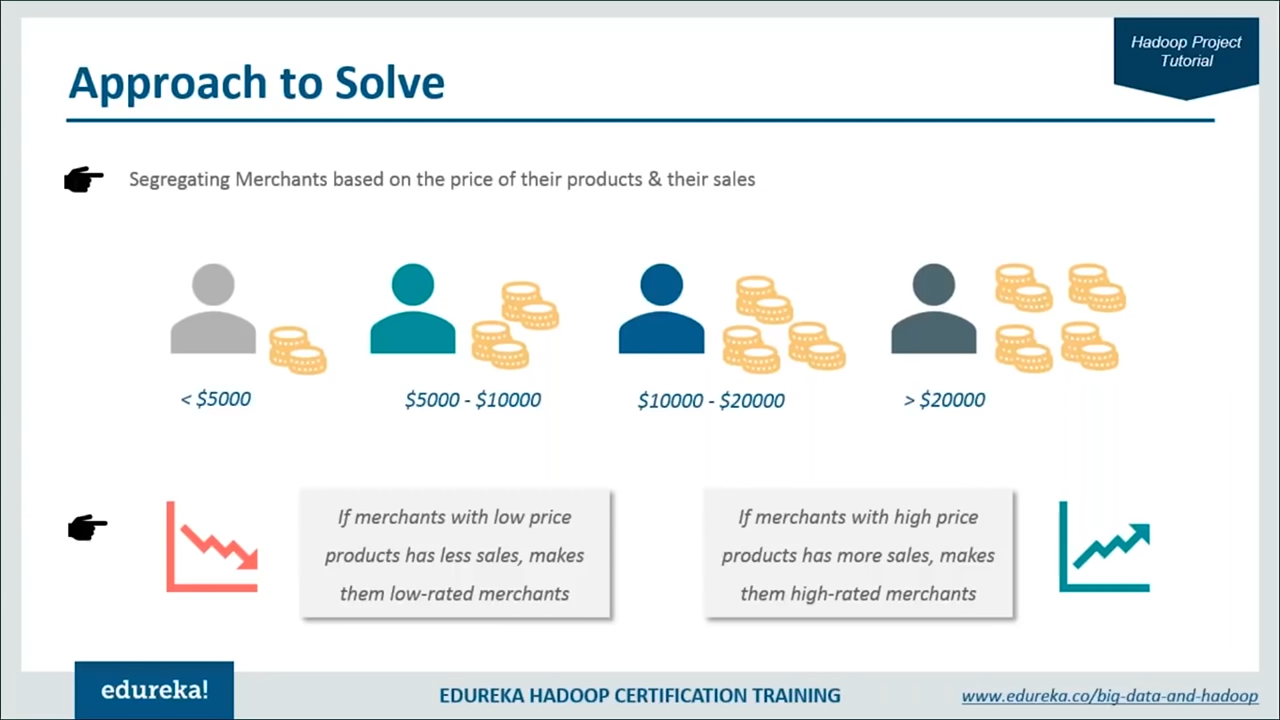 Hadoop Project
Tutorial
Approach to Solve
Segregating Merchants based on the price of their products & their sales
< $5000
$5000 - $10000
$10000 - $20000
> $20000
If merchants with low price
products has less sales, makes
them low-rated merchants
If merchants with high price
products has more sales, makes
them high-rated merchants
edureka!
EDUREKA HADOOP CERTIFICATION TRAINING
www.edureka.co/big-data-and-hadoop